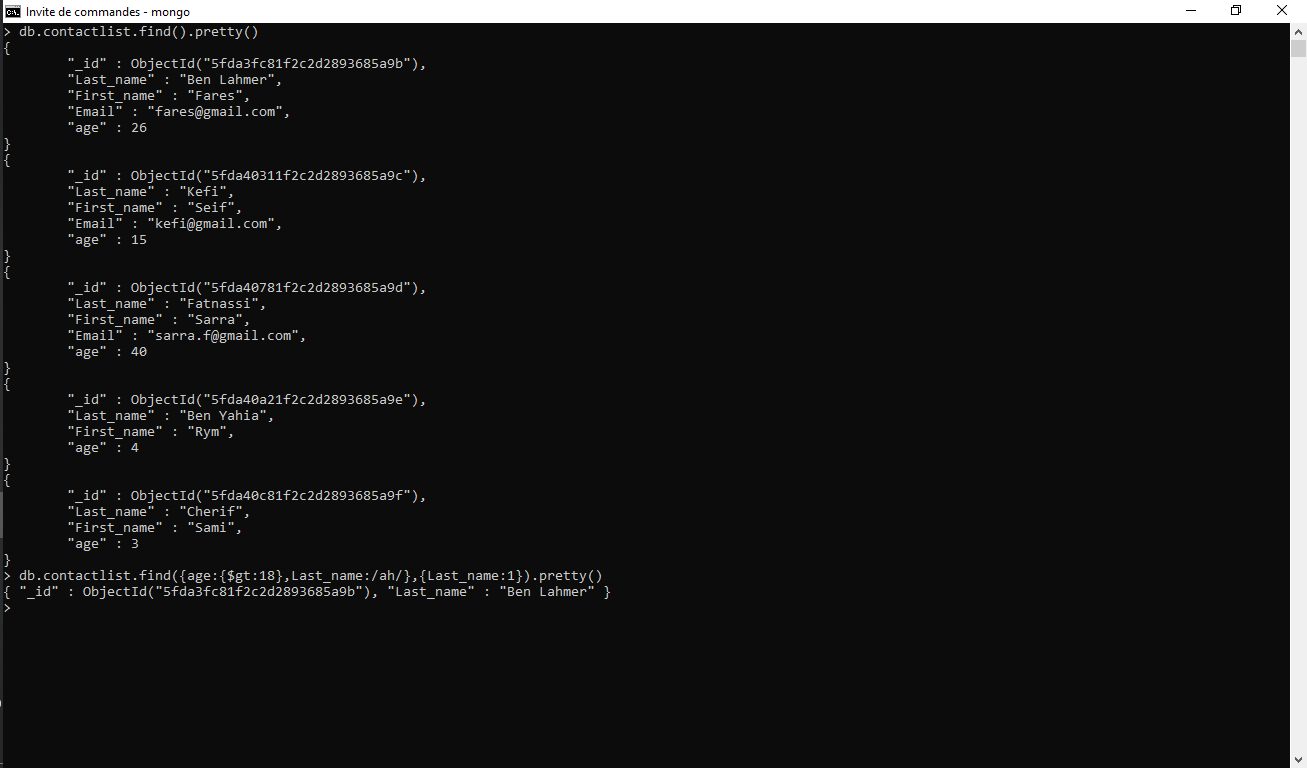 Invite de commandes - mongo
> db.contactlist.find().pretty()
{
        "_id" : ObjectId("5fda3fc81f2c2d2893685a9b"),
        "Last_name" : "Ben Lahmer",
        "First_name" : "Fares",
        "Email" : "fares@gmail.com",
        "age" : 26
}
{
        "_id" : ObjectId("5fda40311f2c2d2893685a9c"),
        "Last_name" : "Kefi",
        "First_name" : "Seif",
        "Email" : "kefi@gmail.com",
        "age" : 15
}
{
        "_id" : ObjectId("5fda40781f2c2d2893685a9d"),
        "Last_name" : "Fatnassi",
        "First_name" : "Sarra",
        "Email" : "sarra.f@gmail.com",
        "age" : 40
}
{
        "_id" : ObjectId("5fda40a21f2c2d2893685a9e"),
        "Last_name" : "Ben Yahia",
        "First_name" : "Rym",
        "age" : 4
}
{
        "_id" : ObjectId("5fda40c81f2c2d2893685a9f"),
        "Last_name" : "Cherif",
        "First_name" : "Sami",
        "age" : 3
}
> db.contactlist.find({age:{$gt:18},Last_name:/ah/},{Last_name:1}).pretty()
{ "_id" : ObjectId("5fda3fc81f2c2d2893685a9b"), "Last_name" : "Ben Lahmer" }
>